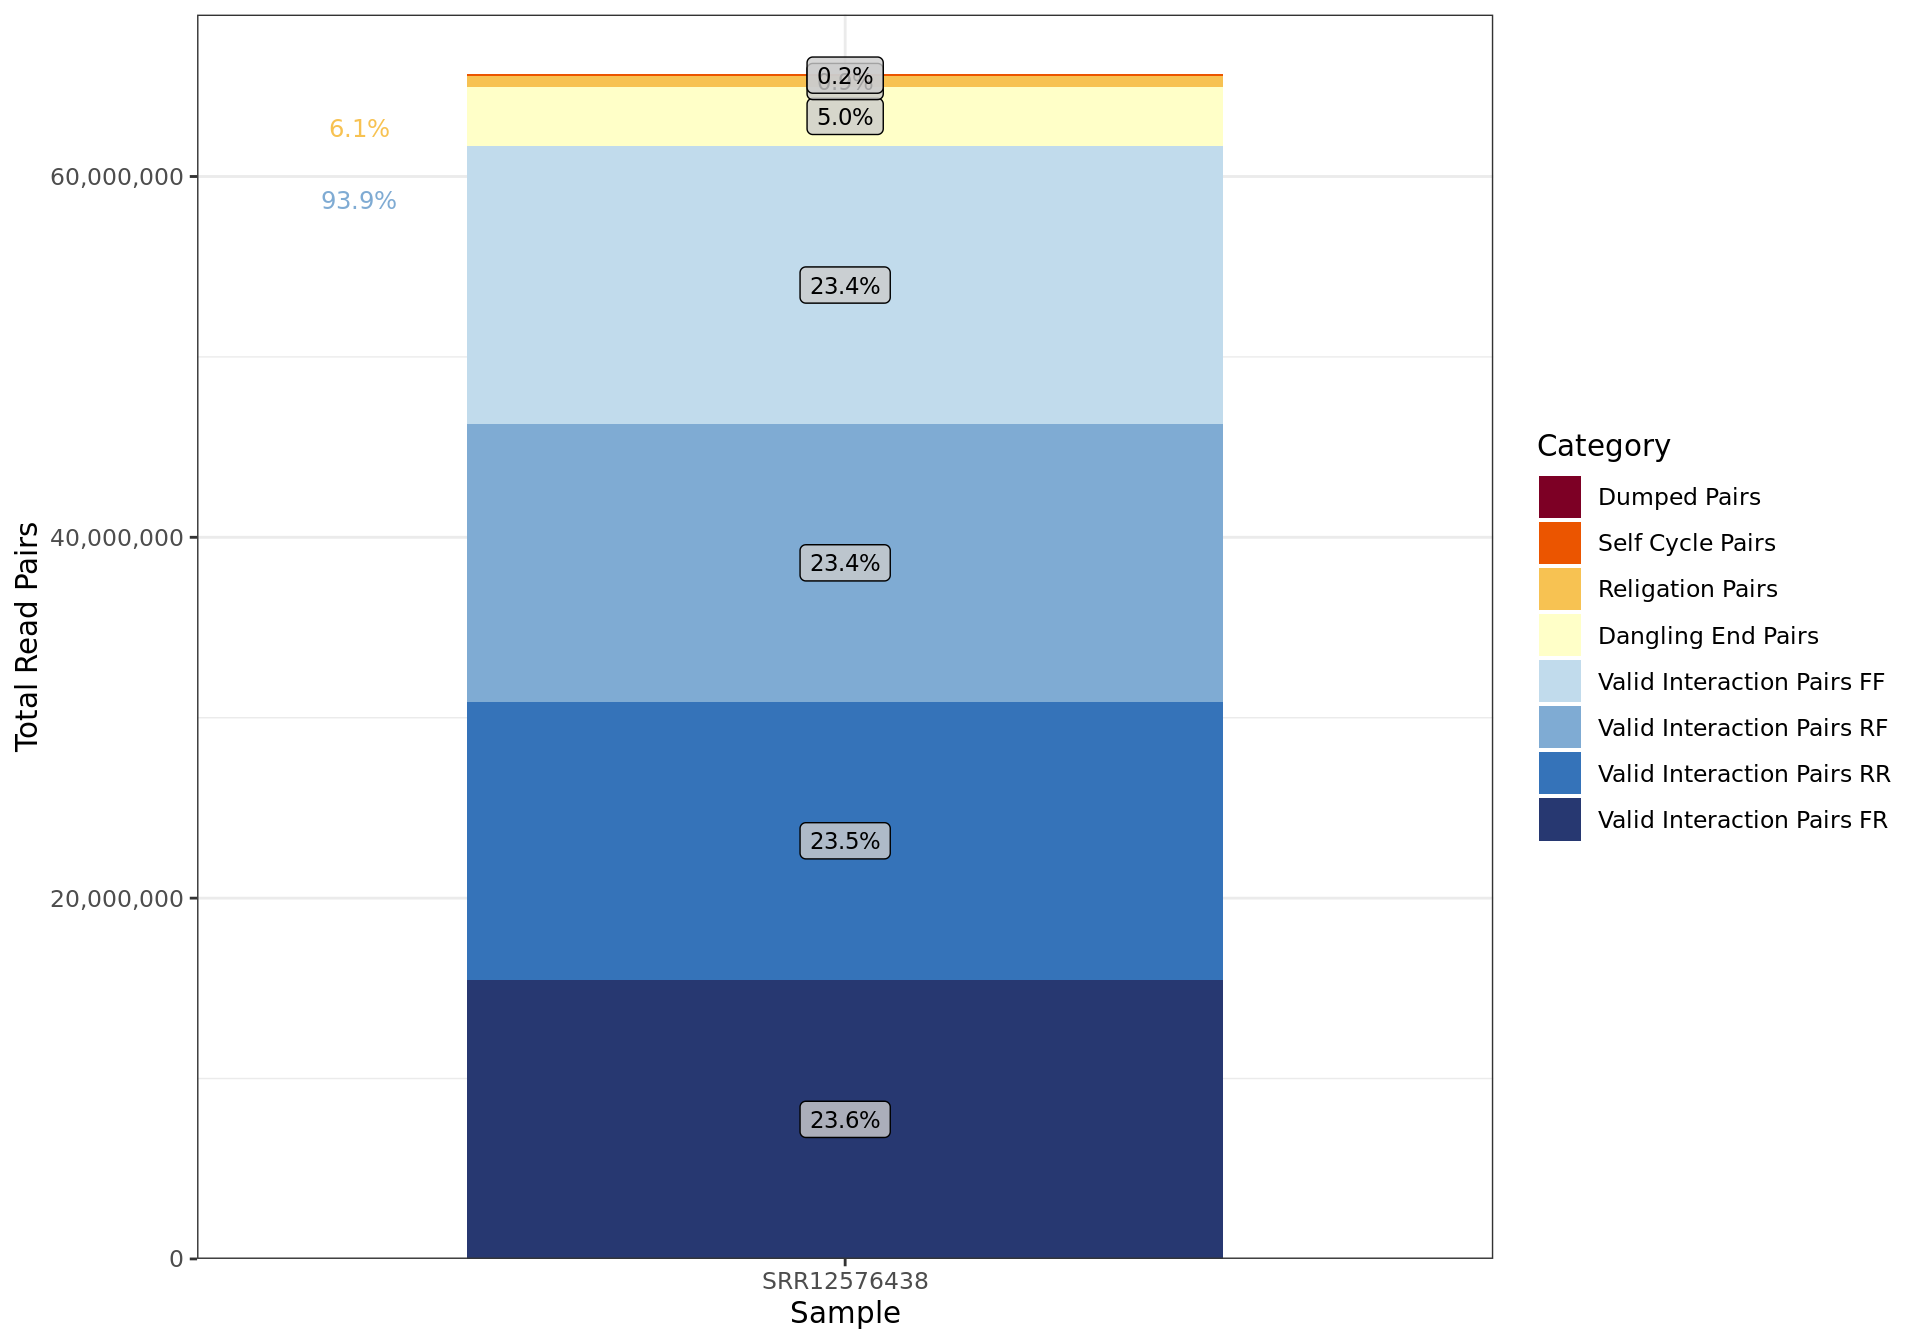 0.2%
5.0%
6.1%
60,000,000
93.9%
23.4%
Category
Dumped Pairs
Self Cycle Pairs
40,000,000
23.4%
Religation Pairs
Dangling End Pairs
Total Read Pairs
Valid Interaction Pairs FF
Valid Interaction Pairs RF
Valid Interaction Pairs RR
Valid Interaction Pairs FR
23.5%
20,000,000
23.6%
0
SRR12576438
Sample